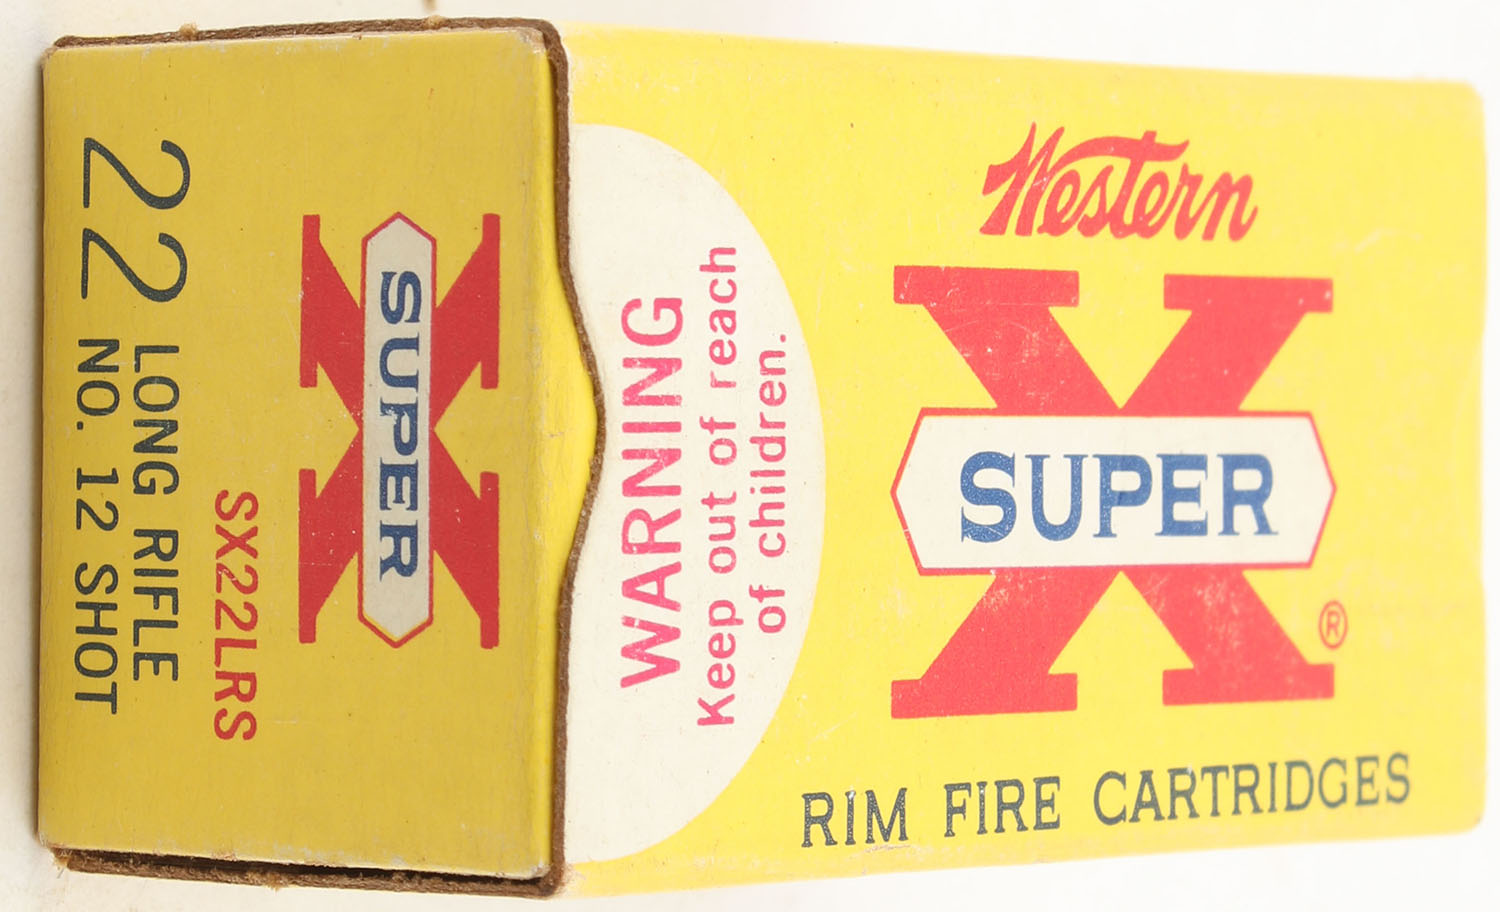 Western
X
SUPER
®
RIM FIRE CARTRIDGES
WARNING
Keep out of reach
of children.
X
SUPER
SX22LRS
22 LONG RIFLE
NO. 12 SHOT